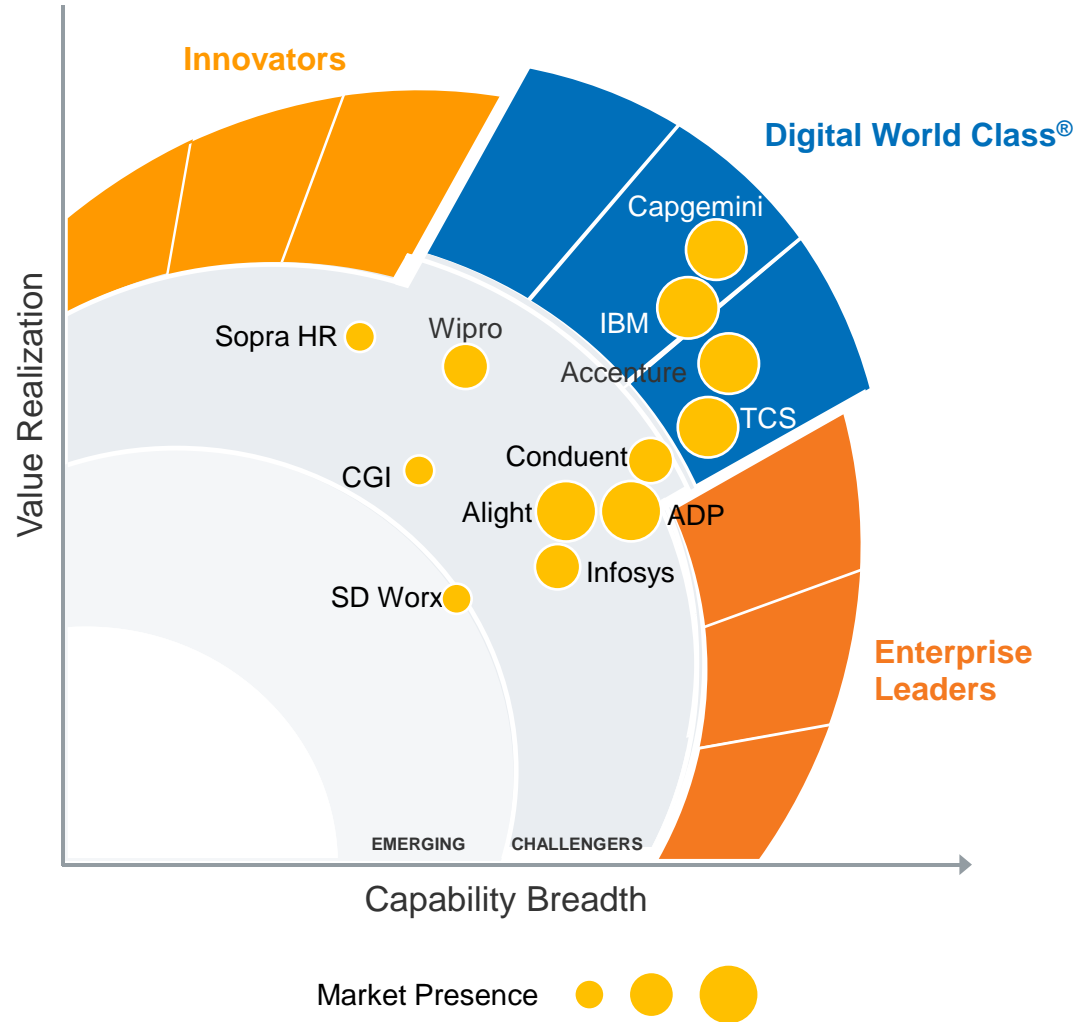 Innovators
Digital World Class®
Capgemini
IBM
Sopra HR
Wipro
Accenture
TCS
Conduent
CGI
Alight
ADP
Infosys
SD Worx
Enterprise
Leaders
Value Realization
EMERGING
CHALLENGERS
Capability Breadth
Market Presence